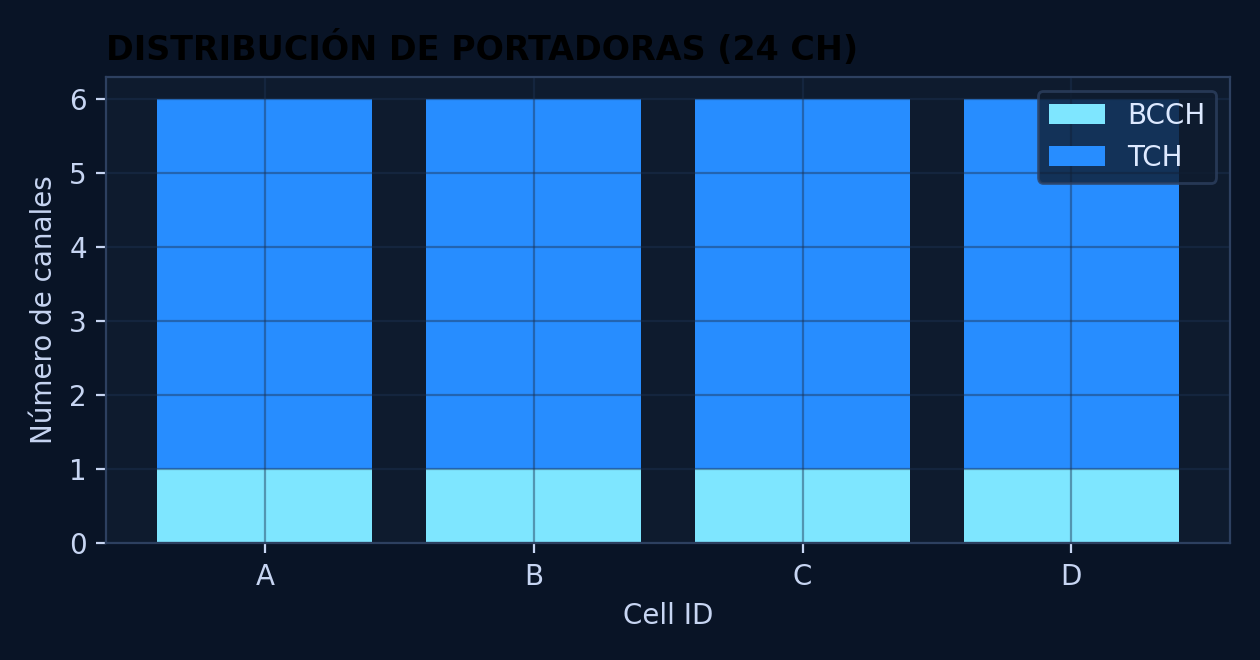 DISTRIBUCIÓN DE PORTADORAS (24 CH)
BCCH
TCH
Número de canales
6
5
4
3
2
1
0
A B C D
Cell ID